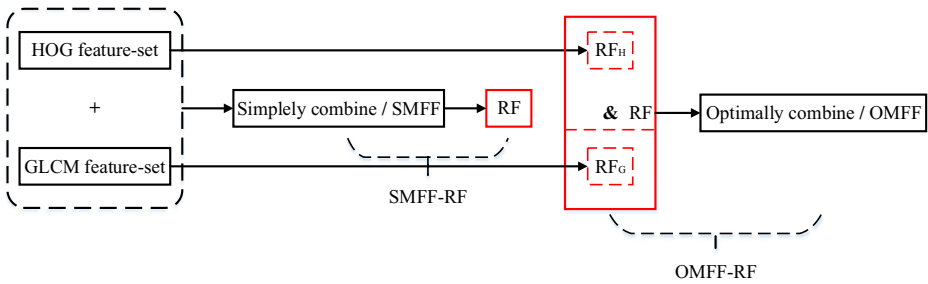 HOG feature-set
+
GLCM feature-set
Simplely combine / SMFF
RF
SMFF-RF
RFH
& RF
RFG
Optimally combine / OMFF
OMFF-RF